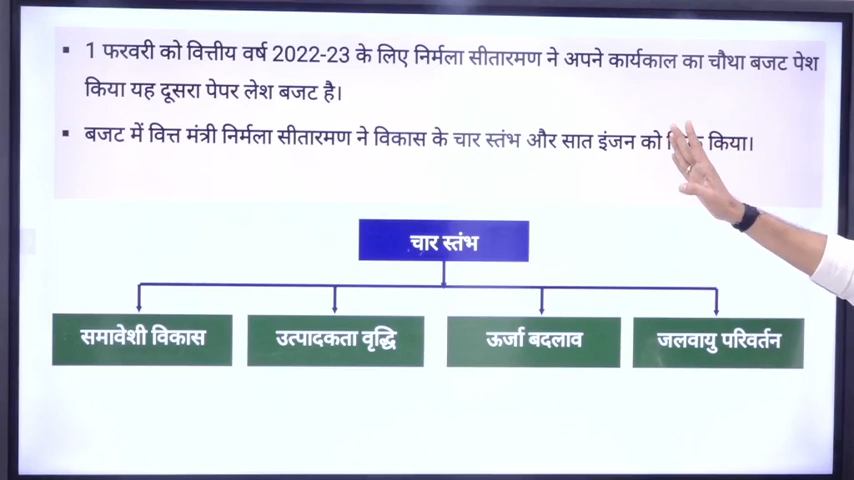 ▪ 1 फरवरी को वित्तीय वर्ष 2022-23 के लिए निर्मला सीतारमण ने अपने कार्यकाल का चौथा बजट पेश
किया यह दूसरा पेपर लेश बजट है।
▪ बजट में वित्त मंत्री निर्मला सीतारमण ने विकास के चार स्तंभ और सात इंजन को किया।
चार स्तंभ
समावेशी विकास
उत्पादकता वृद्धि
ऊर्जा बदलाव
जलवायु परिवर्तन